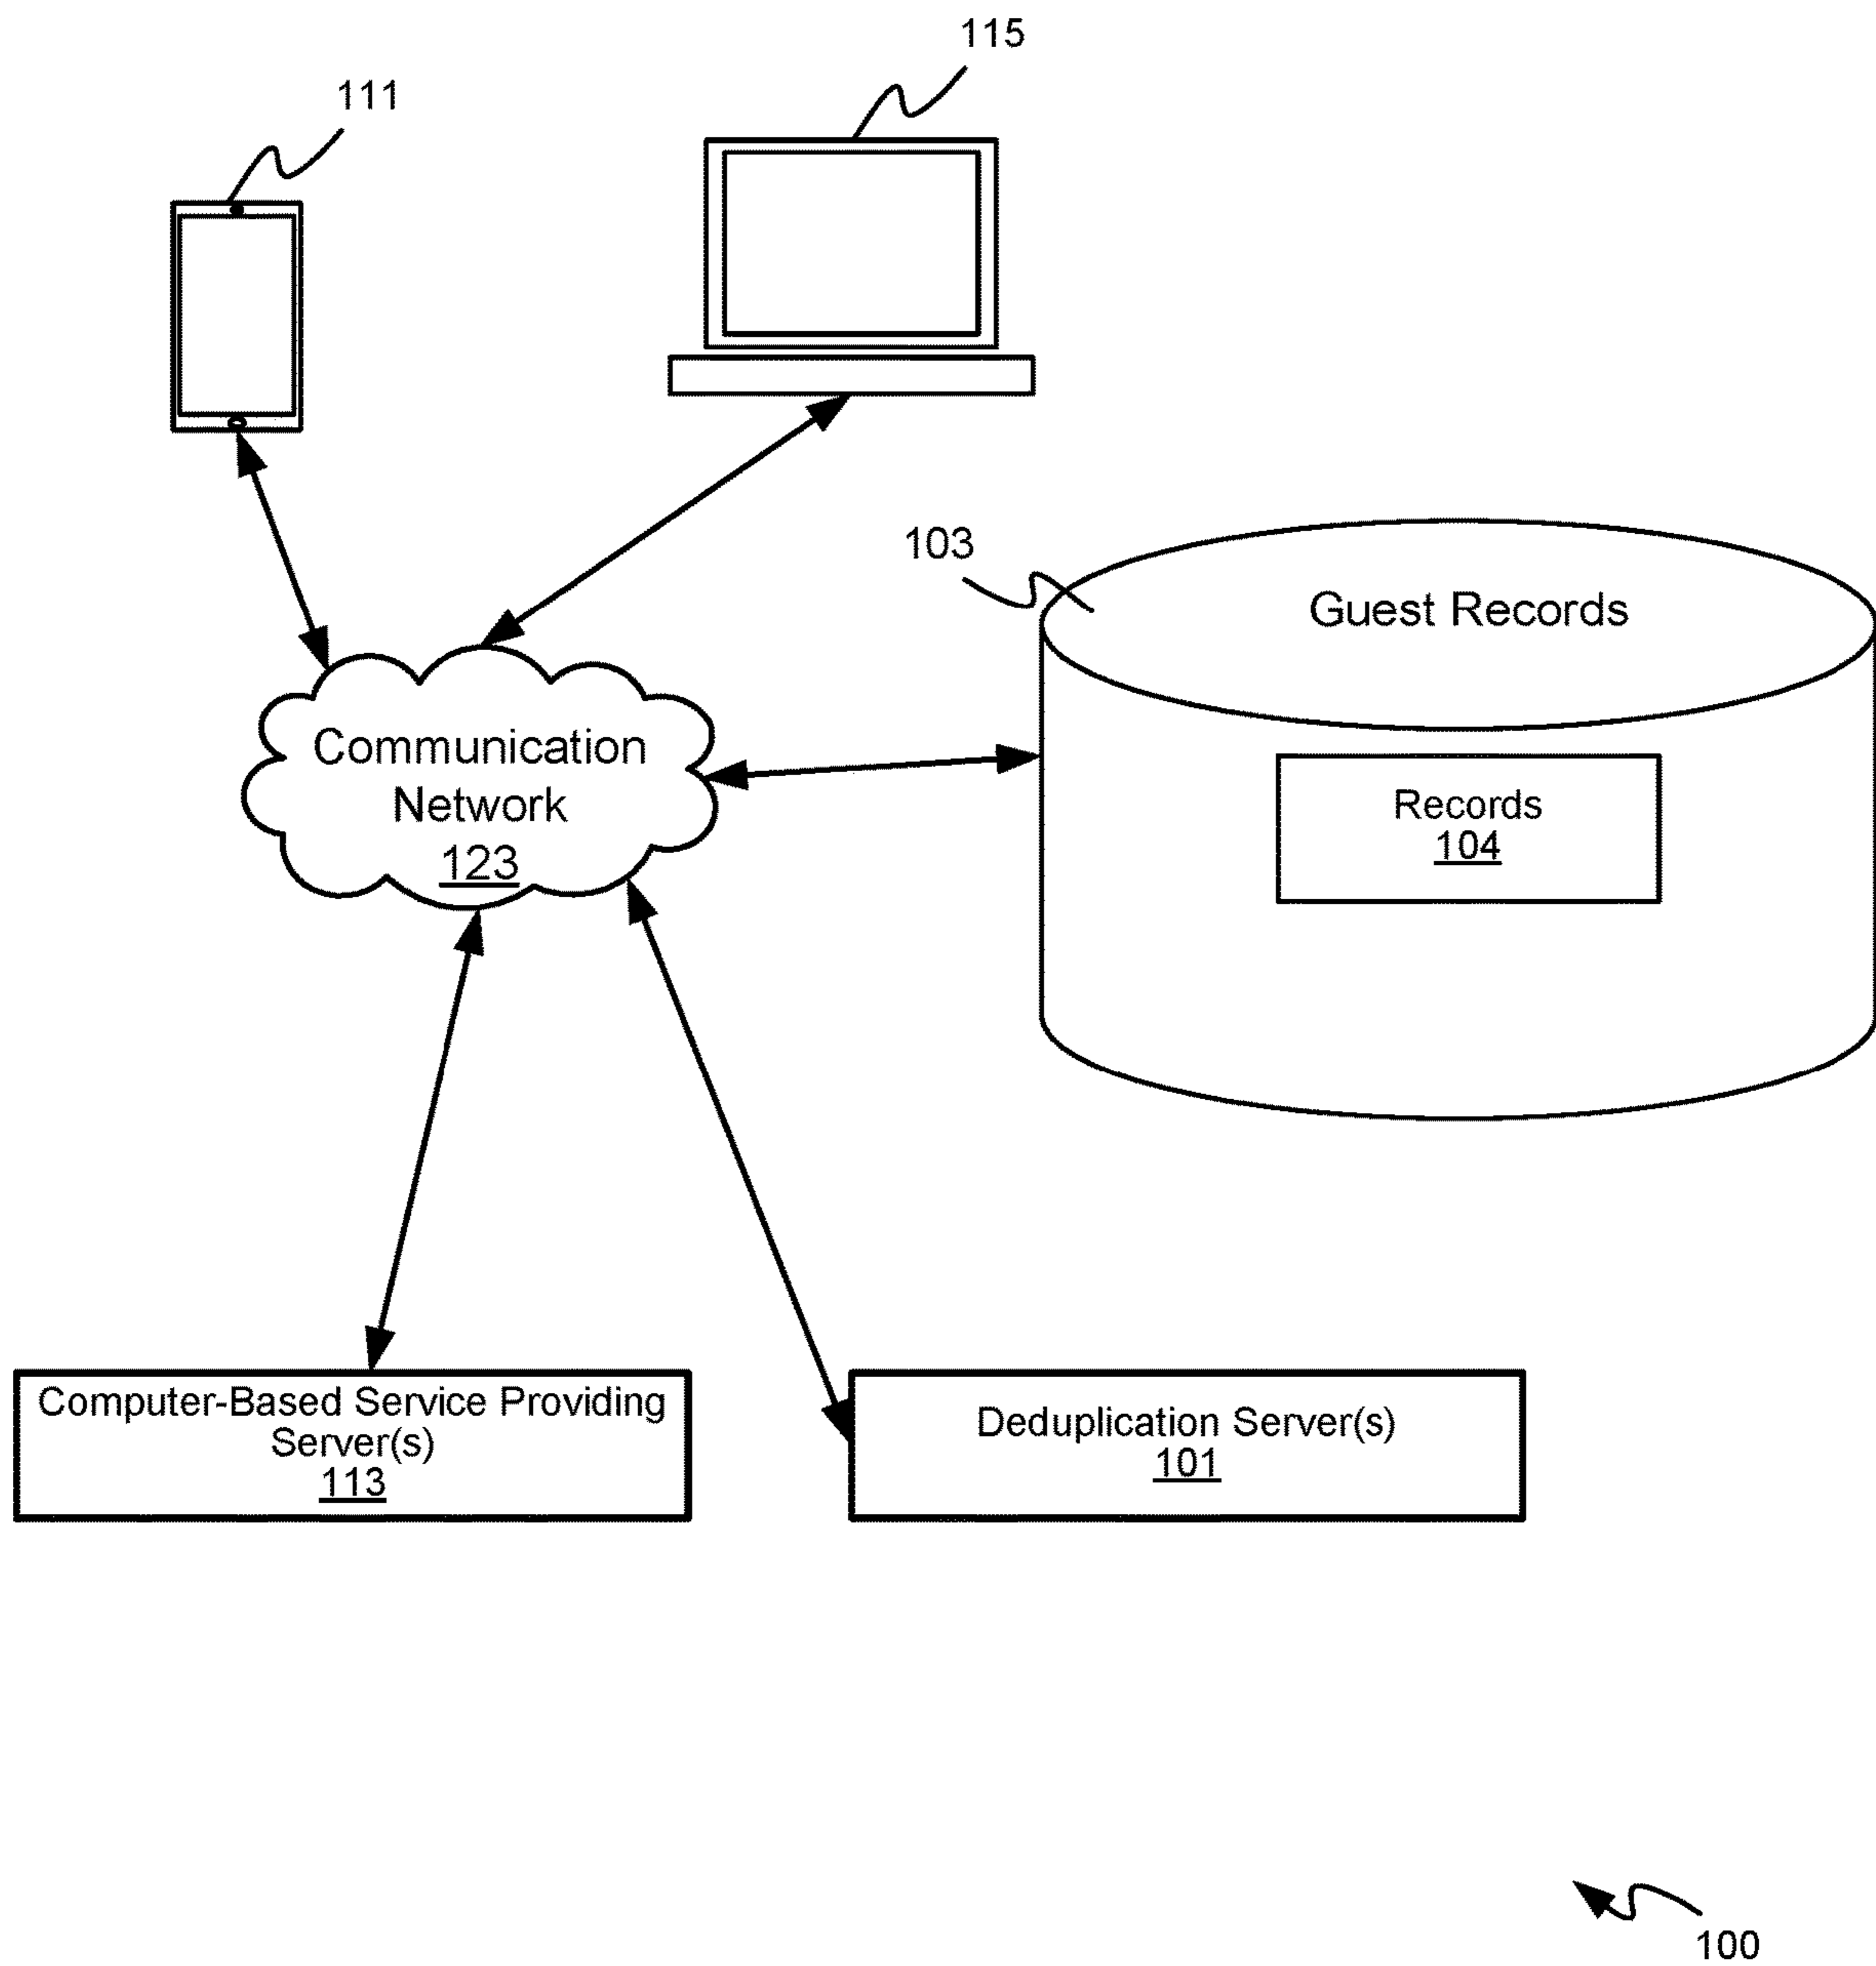 115
111
103
Guest Records
Communication
Network
123
Records
104
Computer-Based Service Providing
Server(s)
113
Deduplication Server(s)
101
100